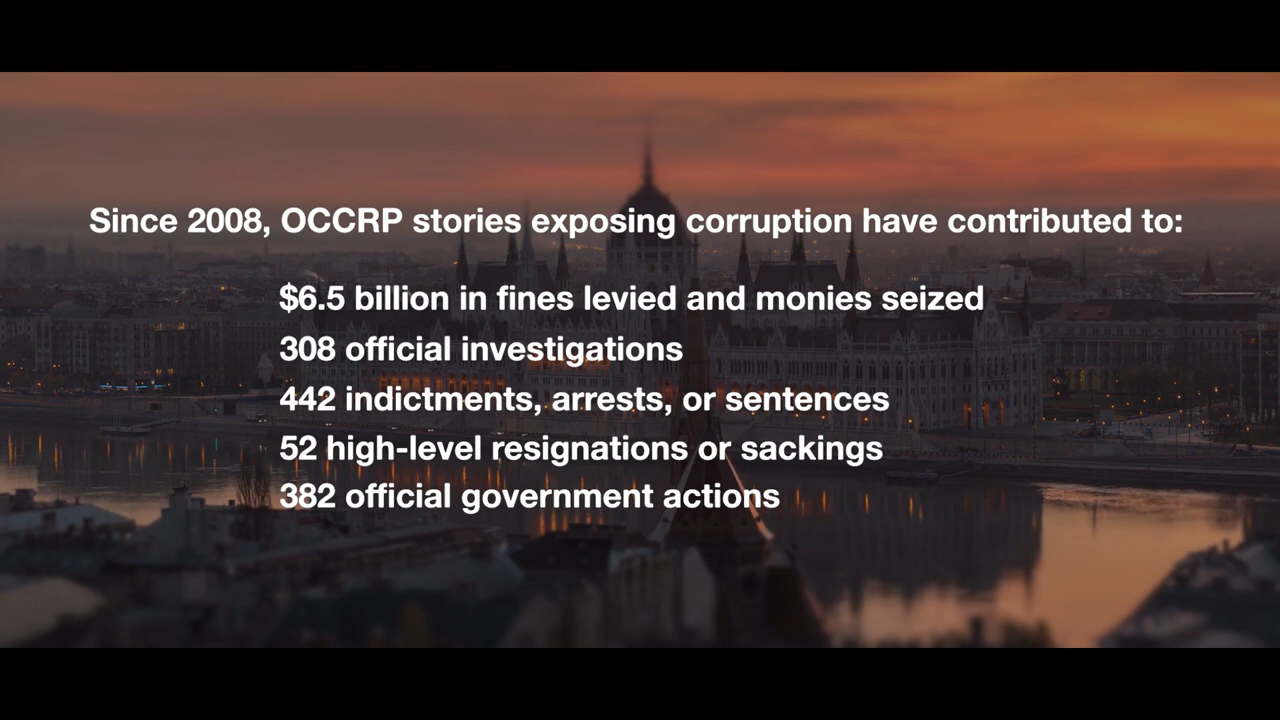 Since 2008, OCCRP stories exposing corruption have contributed to:
$6.5 billion in fines levied and monies seized
308 official investigations
442 indictments, arrests, or sentences
52 high-level resignations or sackings
382 official government actions